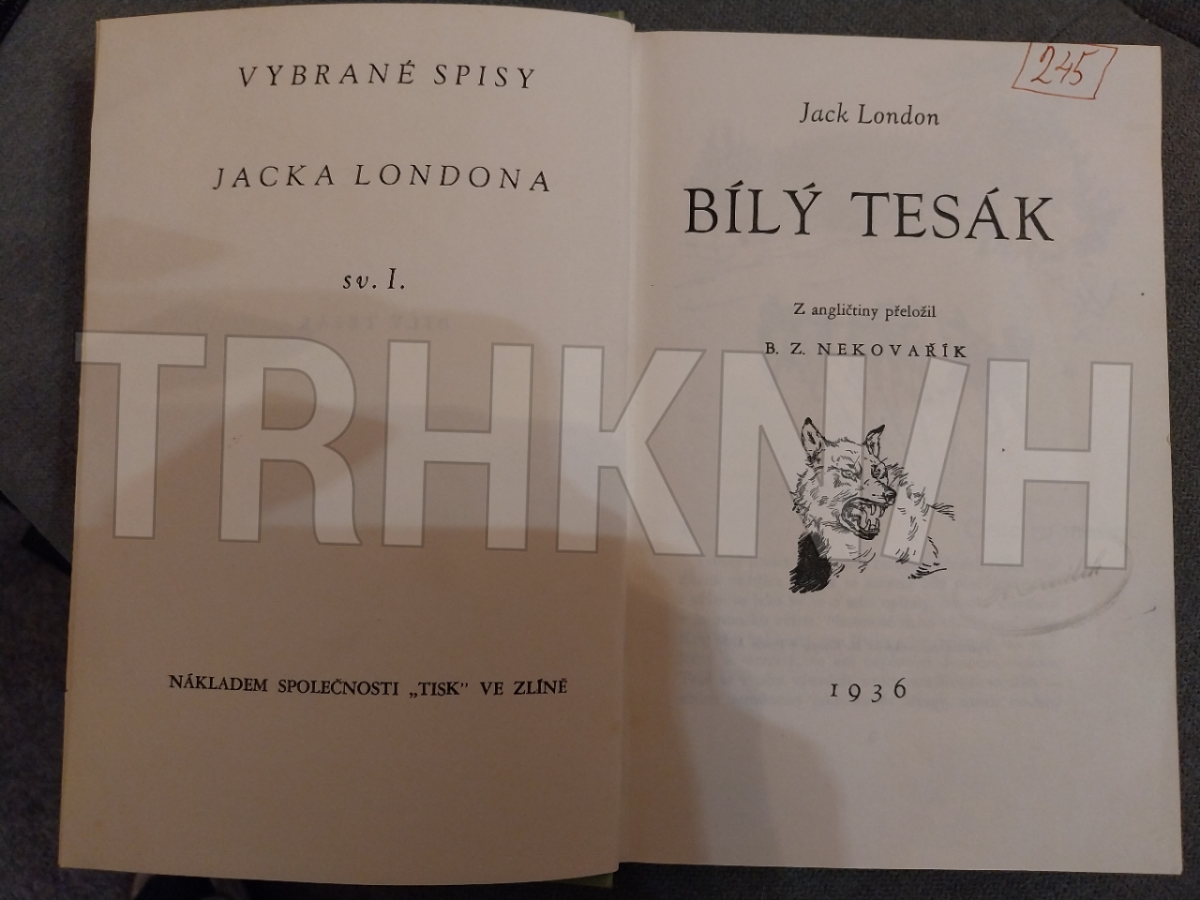 VYBRANÉ SPISY
JACKA LONDONA
sv. I.
NÁKLADEM SPOLEČNOSTI „TISK" VE ZLÍNĚ
245
Jack London
BÍLÝ TESÁK
Z angličtiny přeložil
B. Z. NEKOVAŘÍK
1936
TRHKNIH